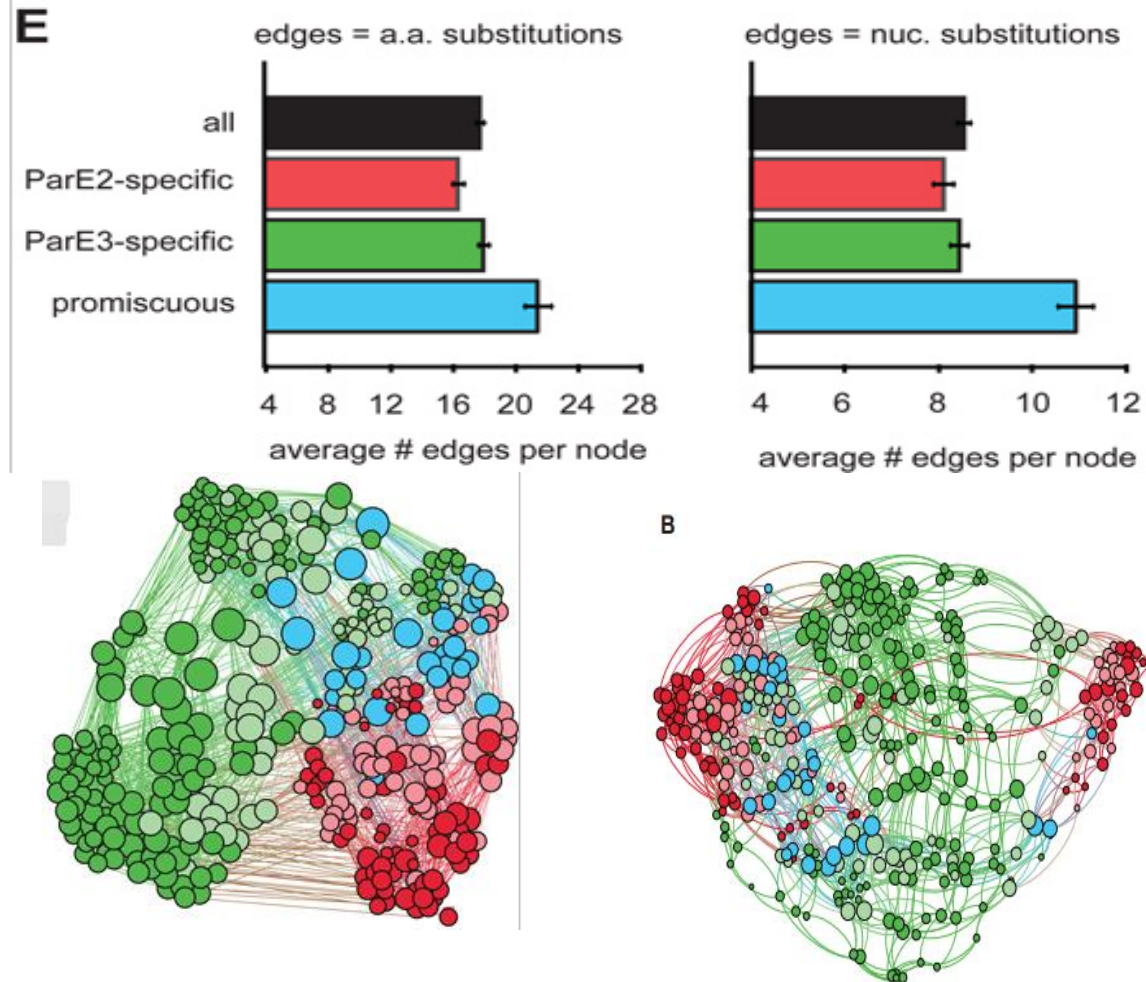 E
edges = a.a. substitutions
edges = nuc. substitutions
all
ParE2-specific
ParE3-specific
promiscuous
4 8 12 16 20 24 28
average # edges per node
4 6 8 10 12
average # edges per node
B